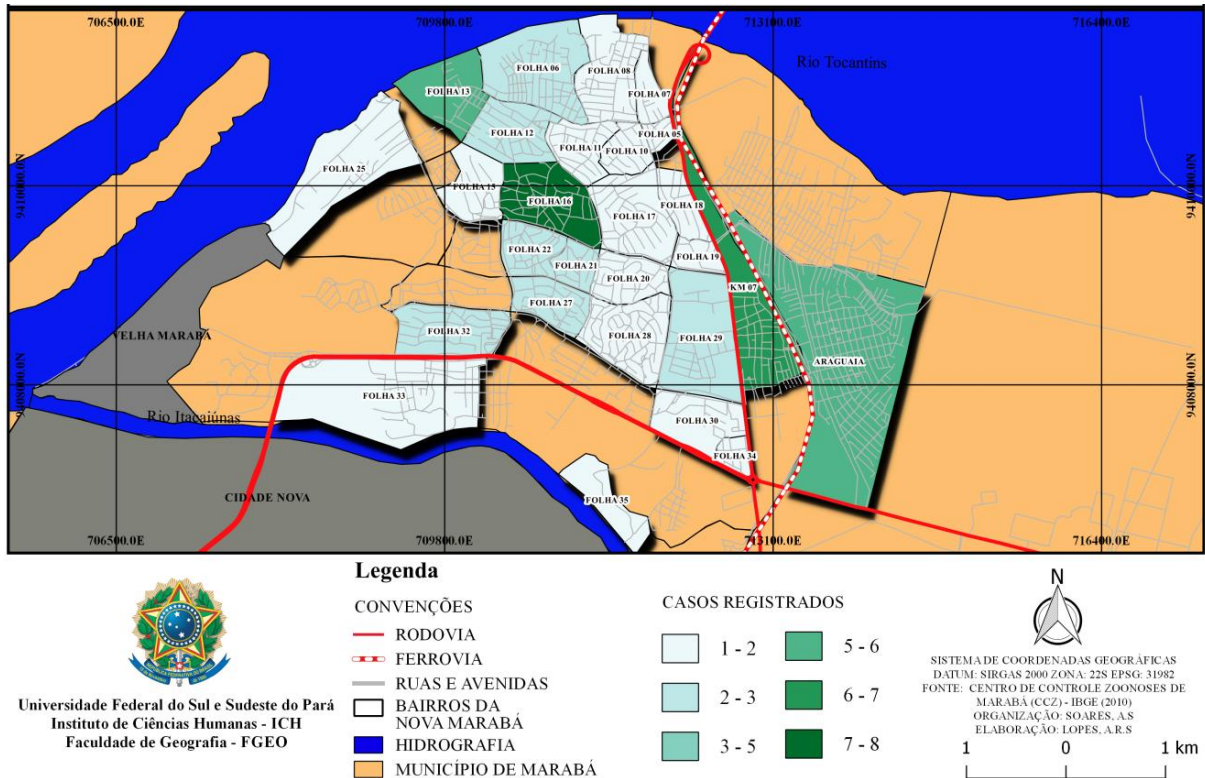 706500.E
709800.E
713100.E
716400.E
Rio Tocantins
FOLHA 06
FOLHA 08
FOLHA 13
FOLHA 07
FOLHA 12
FOLHA 05
FOLHA 11
FOLHA 10
FOLHA 25
9410000.N
9410000.N
FOLHA 15
FOLHA 16
FOLHA 17
FOLHA 18
FOLHA 22
FOLHA 21
FOLHA 19
FOLHA 20
KM 07
FOLHA 27
FOLHA 32
FOLHA 28
FOLHA 29
VELHA MARABÁ
ARAGUAIA
FOLHA 33
9408000.0N
9408000.0N
Rio Itacaiúnas
FOLHA 30
FOLHA 34
CIDADE NOVA
FOLHA 35
706500.E
709800.E
713100.E
716400.E
Universidade Federal do Sul e Sudeste do Pará
Instituto de Ciências Humanas - ICH
Faculdade de Geografia - FGEO
Legenda
CONVENÇÕES
RODOVIA
FERROVIA
RUAS E AVENIDAS
BAIRROS DA
NOVA MARABÁ
HIDROGRAFIA
MUNICÍPIO DE MARABÁ
CASOS REGISTRADOS
1 - 2
2 - 3
3 - 5
5 - 6
6 - 7
7 - 8
N
SISTEMA DE COORDENADAS GEOGRÁFICAS
DATUM: SIRGAS 2000 ZONA: 22S EPSG: 31982
FONTE: CENTRO DE CONTROLE ZOONOSES DE
MARABÁ (CCZ) - IBGE (2010)
ORGANIZAÇÃO: SOARES, A.S
ELABORAÇÃO: LOPES, A.R.S
1 0 1 km